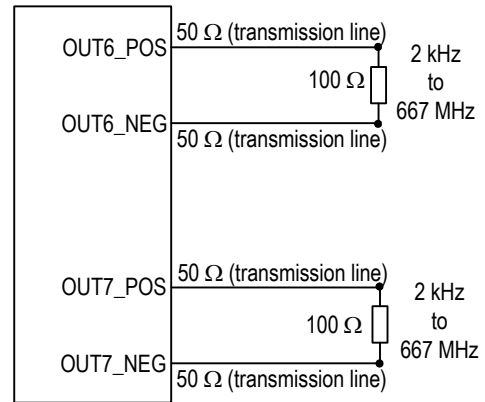 50 Ω (transmission line)
OUT6_POS
2 kHz
to
667 MHz
100 Ω
OUT6_NEG
50 Ω (transmission line)
50 Ω (transmission line)
OUT7_POS
2 kHz
to
667 MHz
100 Ω
OUT7_NEG
50 Ω (transmission line)